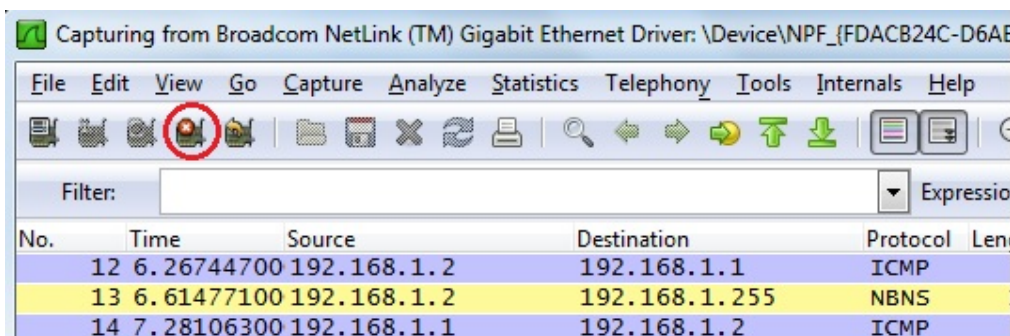 Capturing from Broadcom NetLink (TM) Gigabit Ethernet Driver: \Device\NPF_{FDACB24C-D6AE
File Edit View Go Capture Analyze Statistics Telephony Tools Internals Help
Filter: Expressio
No. Time Source Destination Protocol Len
12 6.26744700 192.168.1.2 192.168.1.1 ICMP
13 6.61477100 192.168.1.2 192.168.1.255 NBNS
14 7.28106300 192.168.1.1 192.168.1.2 ICMP